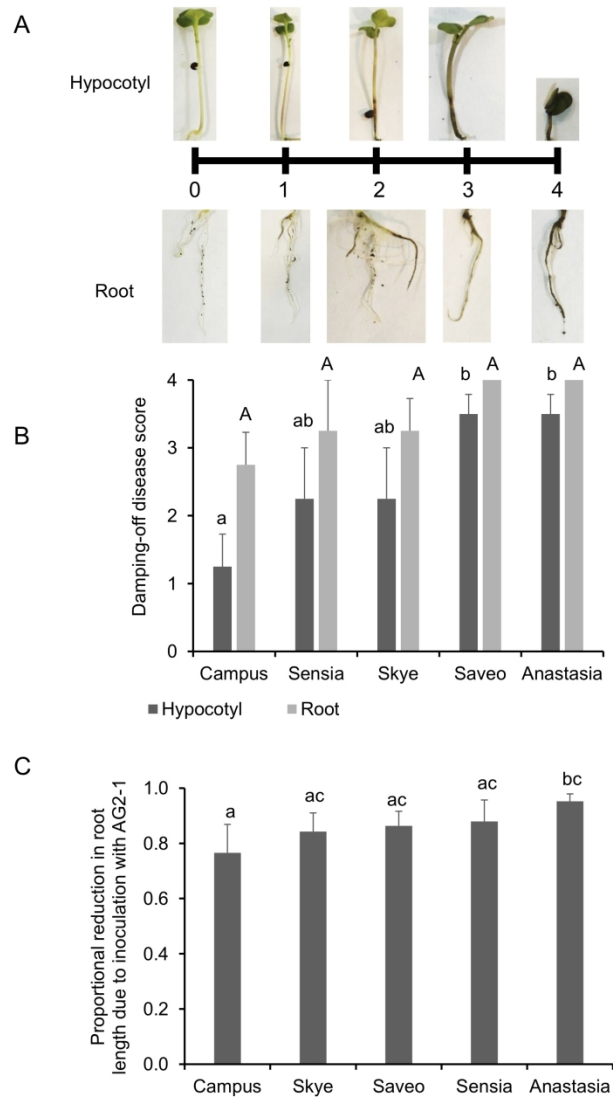 A
Hypocotyl
0 1 2 3 4
Root
B
Damping-off disease score
4
3
2
1
0
a A ab A ab A b A b A
Campus Sensia Skye Saveo Anastasia
Hypocotyl Root
C
Proportional reduction in root
length due to inoculation with AG2-1
1.0
0.8
0.6
0.4
0.2
0.0
a ac ac ac bc
Campus Skye Saveo Sensia Anastasia